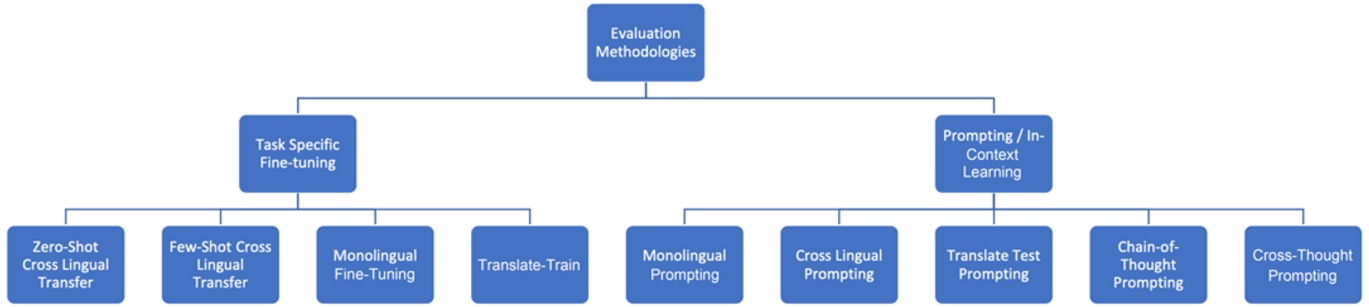 Evaluation
Methodologies
Task Specific
Fine-tuning
Prompting / In-
Context
Learning
Zero-Shot
Cross Lingual
Transfer
Few-Shot Cross
Lingual
Transfer
Monolingual
Fine-Tuning
Translate-Train
Monolingual
Prompting
Cross Lingual
Prompting
Translate Test
Prompting
Chain-of-
Thought
Prompting
Cross-Thought
Prompting